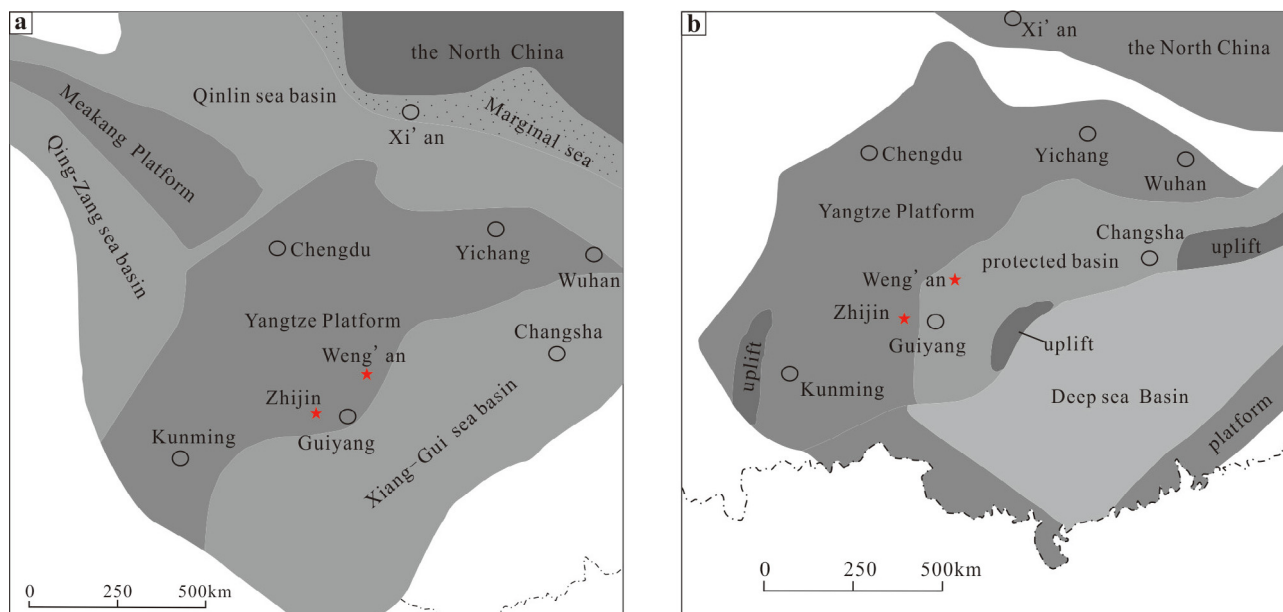 a
the North China
Qinlin sea basin
Marginal sea
Xi' an
Meakang Platform
Qing-Zang sea basin
Chengdu
Yichang
Wuhan
Yangtze Platform
Changsha
Weng' an
Zhijin
Guiyang
Kunming
Xiang-Gui sea basin
0 250 500km
b
Xi' an
the North China
Chengdu
Yichang
Wuhan
Yangtze Platform
Changsha
uplift
protected basin
Weng' an
Zhijin
Guiyang
uplift
uplift
Kunming
Deep sea Basin
platform
0 250 500km